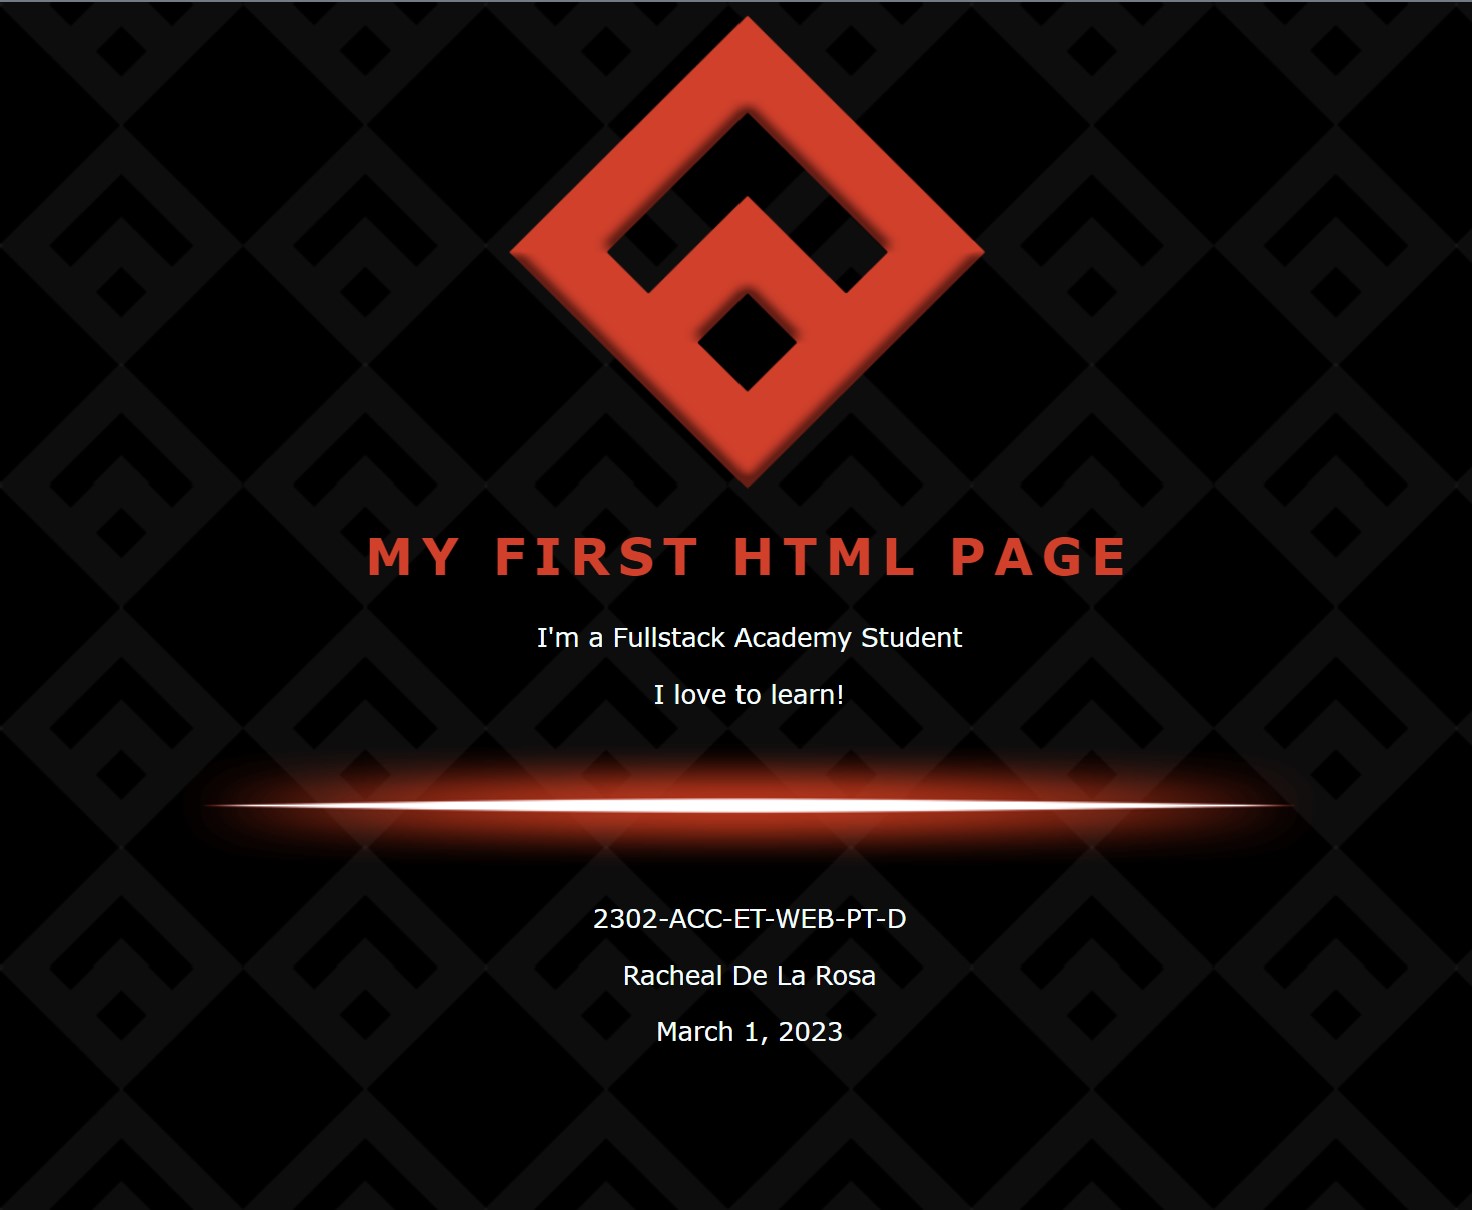 MY FIRST HTML PAGE
I'm a Fullstack Academy Student
I love to learn!
2302-ACC-ET-WEB-PT-D
Racheal De La Rosa
March 1, 2023